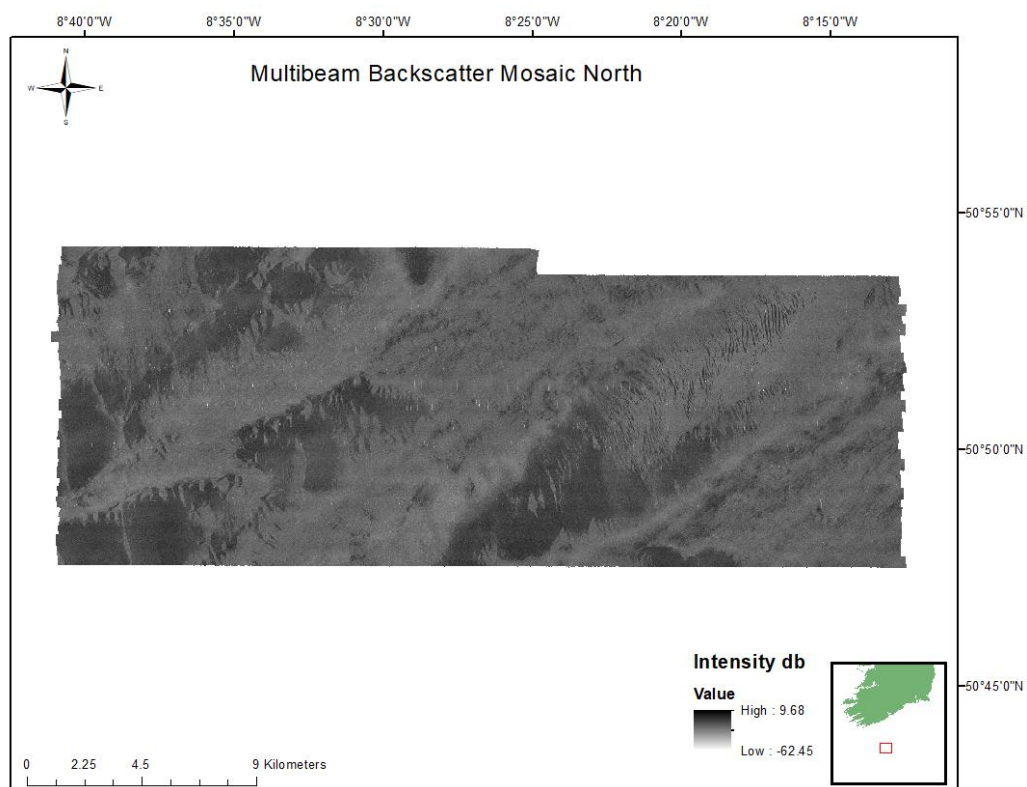 8°40'0"W 8°35'0"W 8°30'0"W 8°25'0"W 8°20'0"W 8°15'0"W
N
W E
S
Multibeam Backscatter Mosaic North
50°55'0"N
50°50'0"N
50°45'0"N
Intensity db
Value
High : 9.68
Low : -62.45
0 2.25 4.5 9 Kilometers